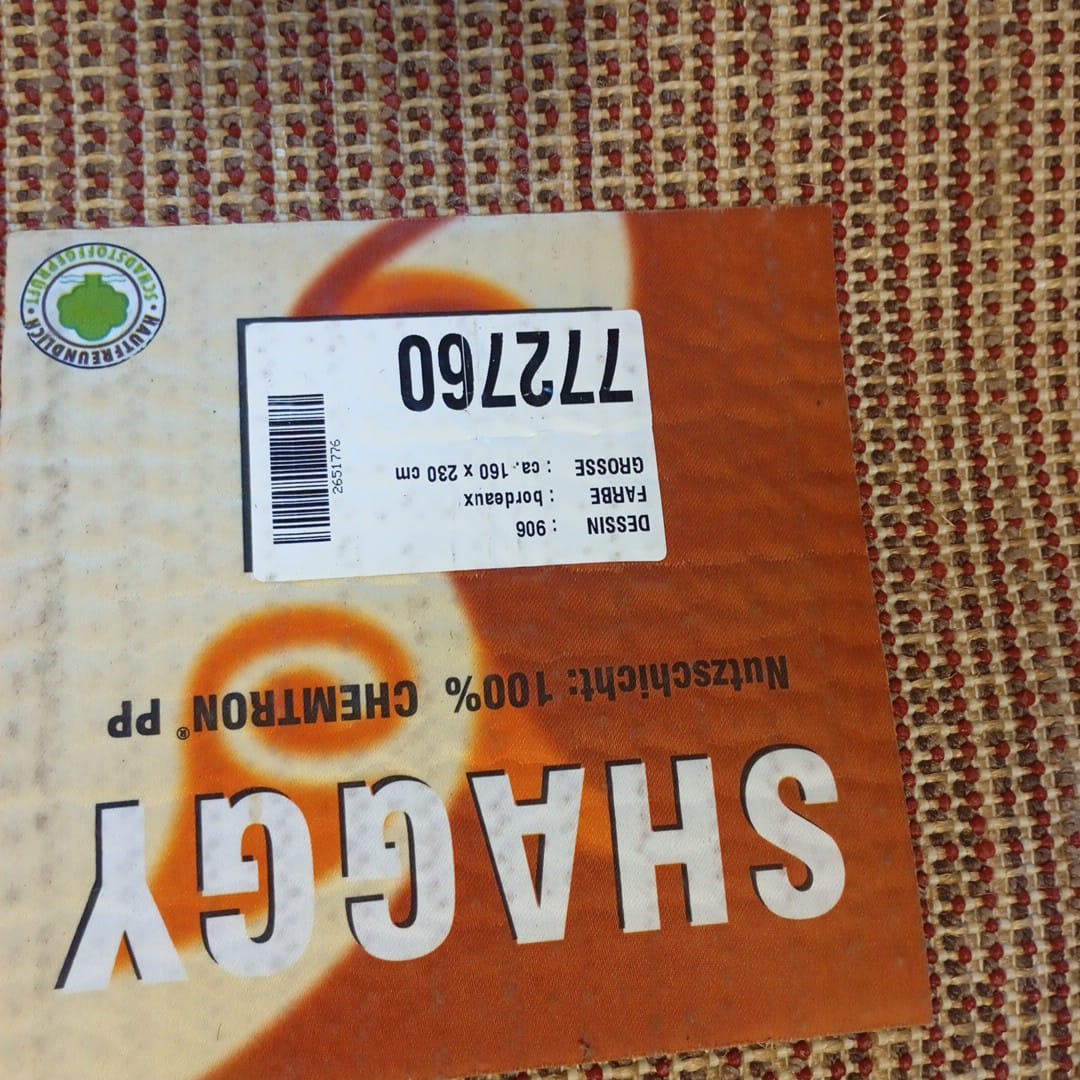 SHAGGY
Nutzschicht: 100% CHEMTRON® PP
DESSIN : 906
FARBE : bordeaux
GROSSE : ca. 160 x 230 cm
772760
2651776
HAUTFREUNDLICH • SCHADSTOFFGEPRÜFT •